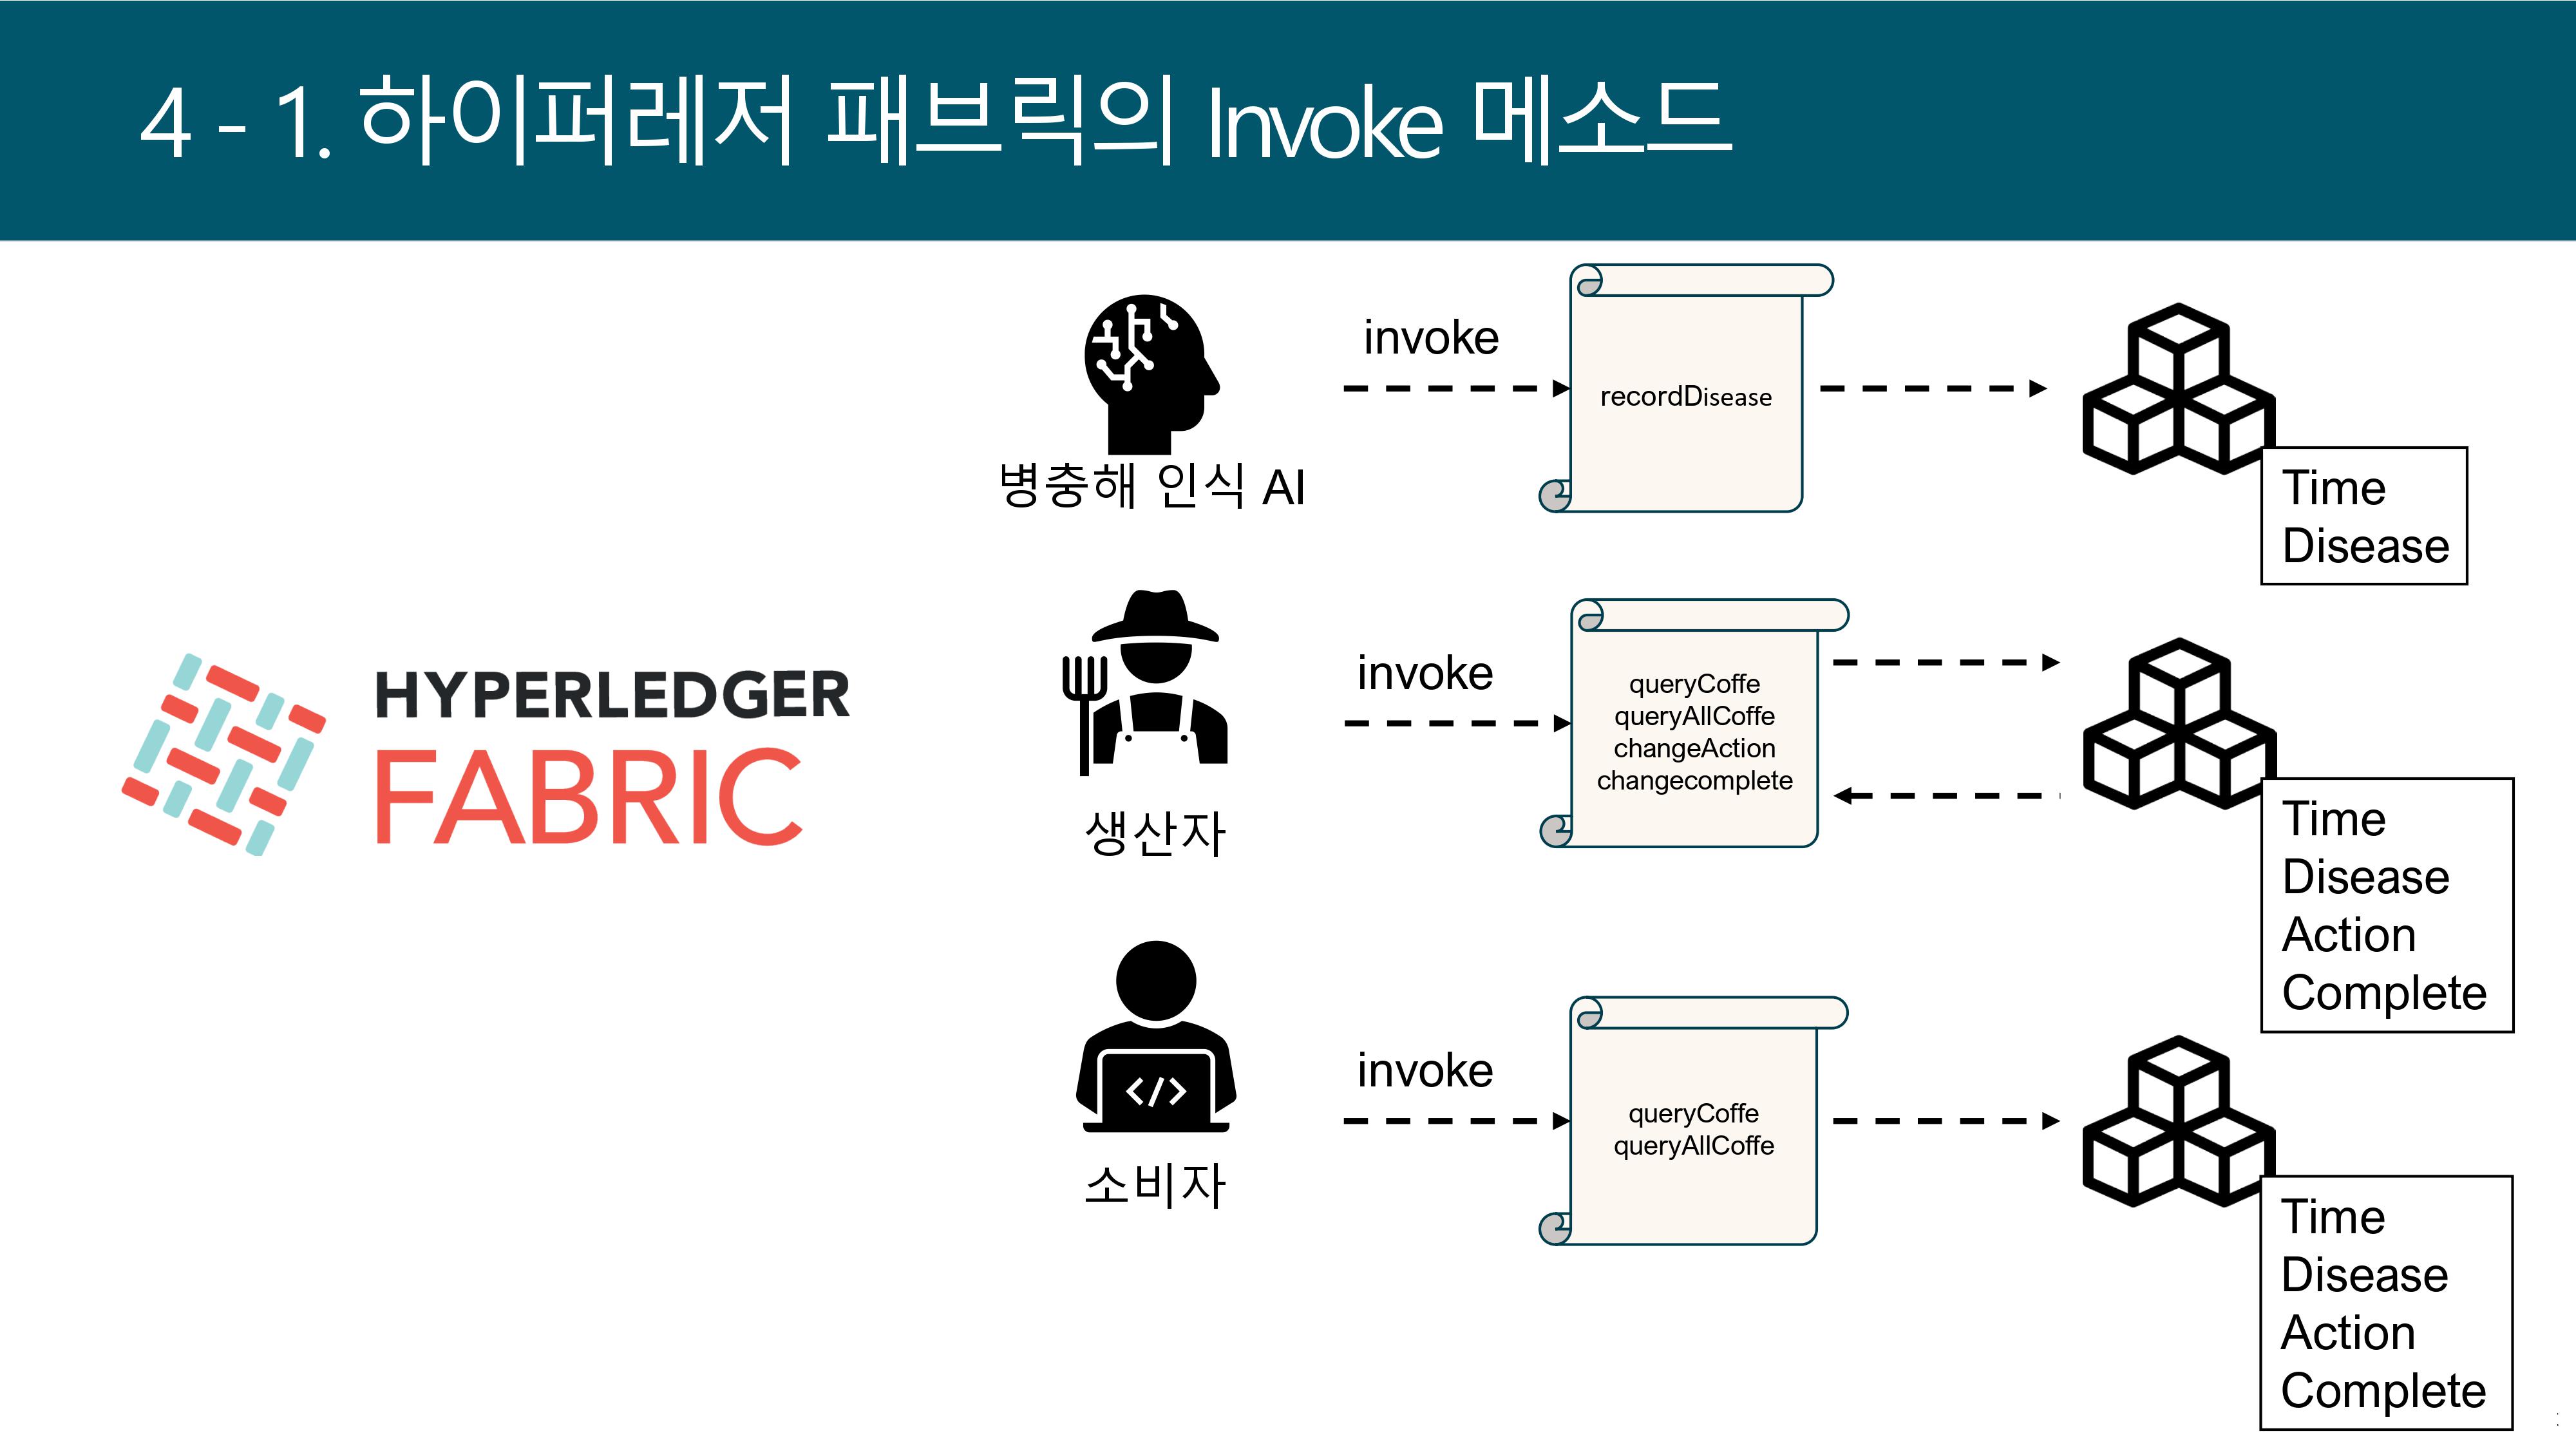 4 - 1. 하이퍼레저 패브릭의 Invoke 메소드
HYPERLEDGER
FABRIC
병충해 인식 AI
invoke
recordDisease
Time
Disease
생산자
invoke
queryCoffe
queryAllCoffe
changeAction
changecomplete
Time
Disease
Action
Complete
소비자
invoke
queryCoffe
queryAllCoffe
Time
Disease
Action
Complete